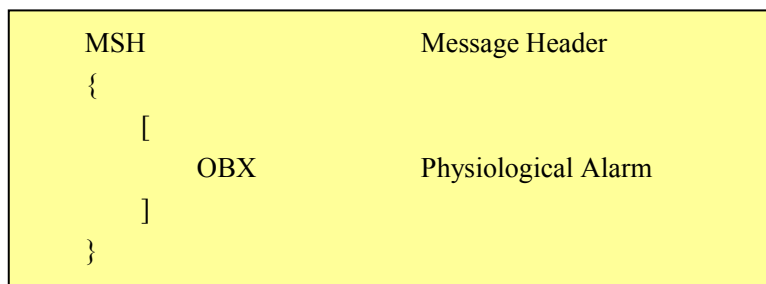 MSH Message Header
{
[
OBX Physiological Alarm
]
}